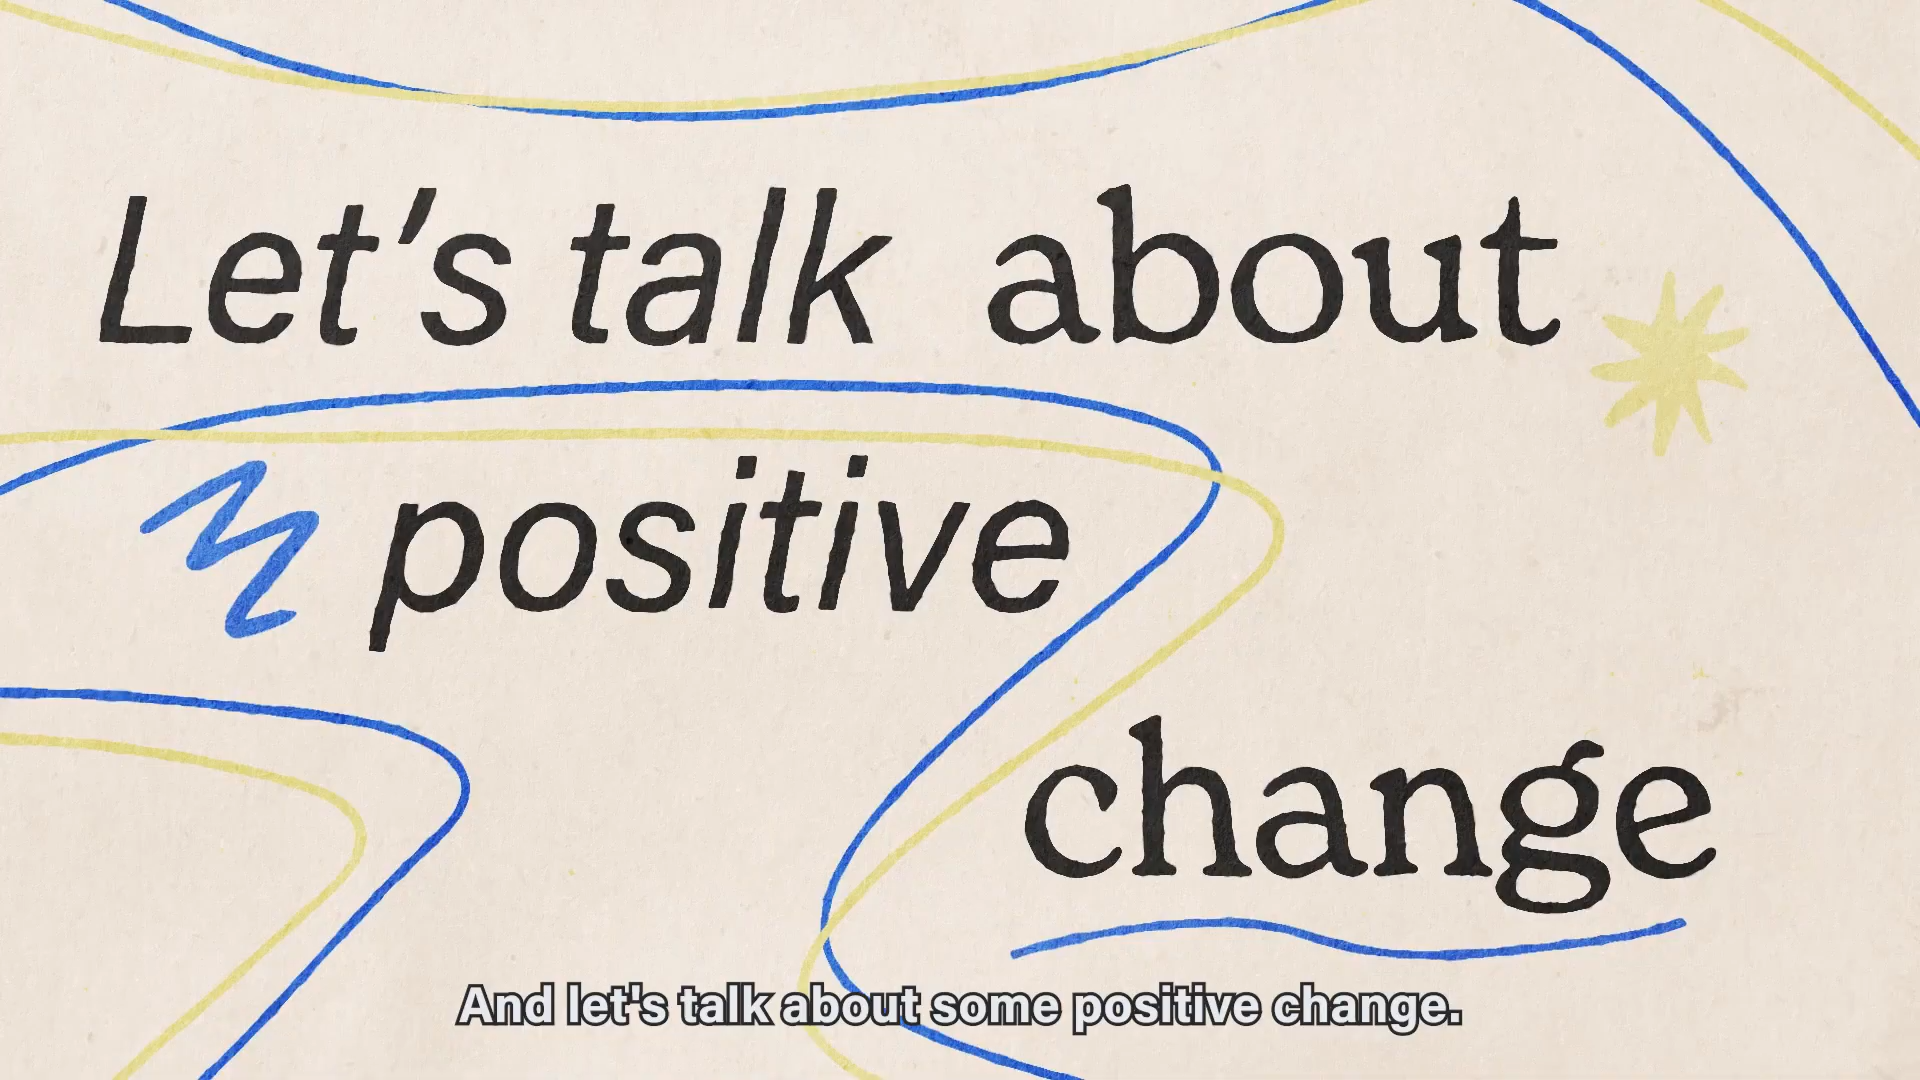 Let’s talk about
positive
change
And let's talk about some positive change.